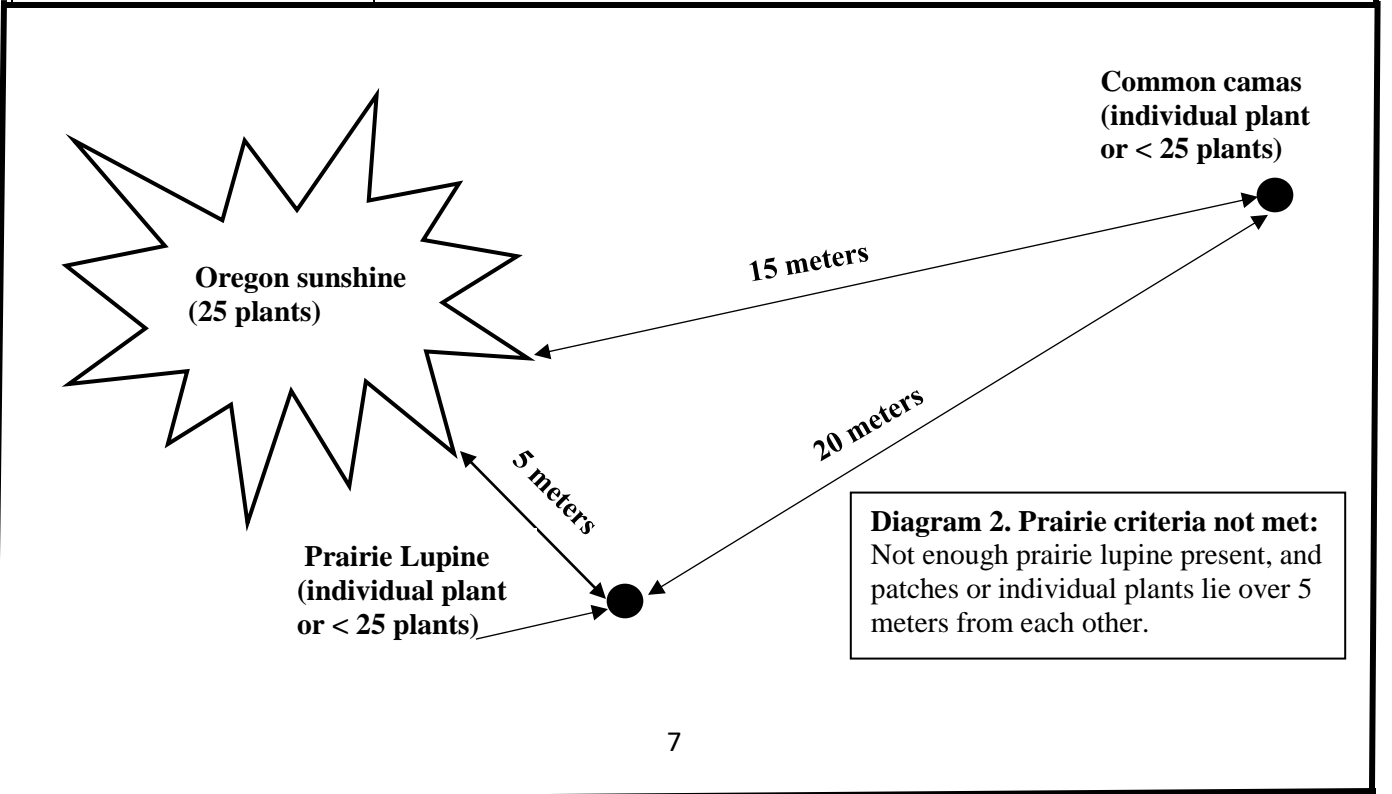 Common camas
(individual plant
or < 25 plants)
Oregon sunshine
(25 plants)
15 meters
20 meters
5 meters
Prairie Lupine
(individual plant
or < 25 plants)
Diagram 2. Prairie criteria not met:
Not enough prairie lupine present, and
patches or individual plants lie over 5
meters from each other.
7